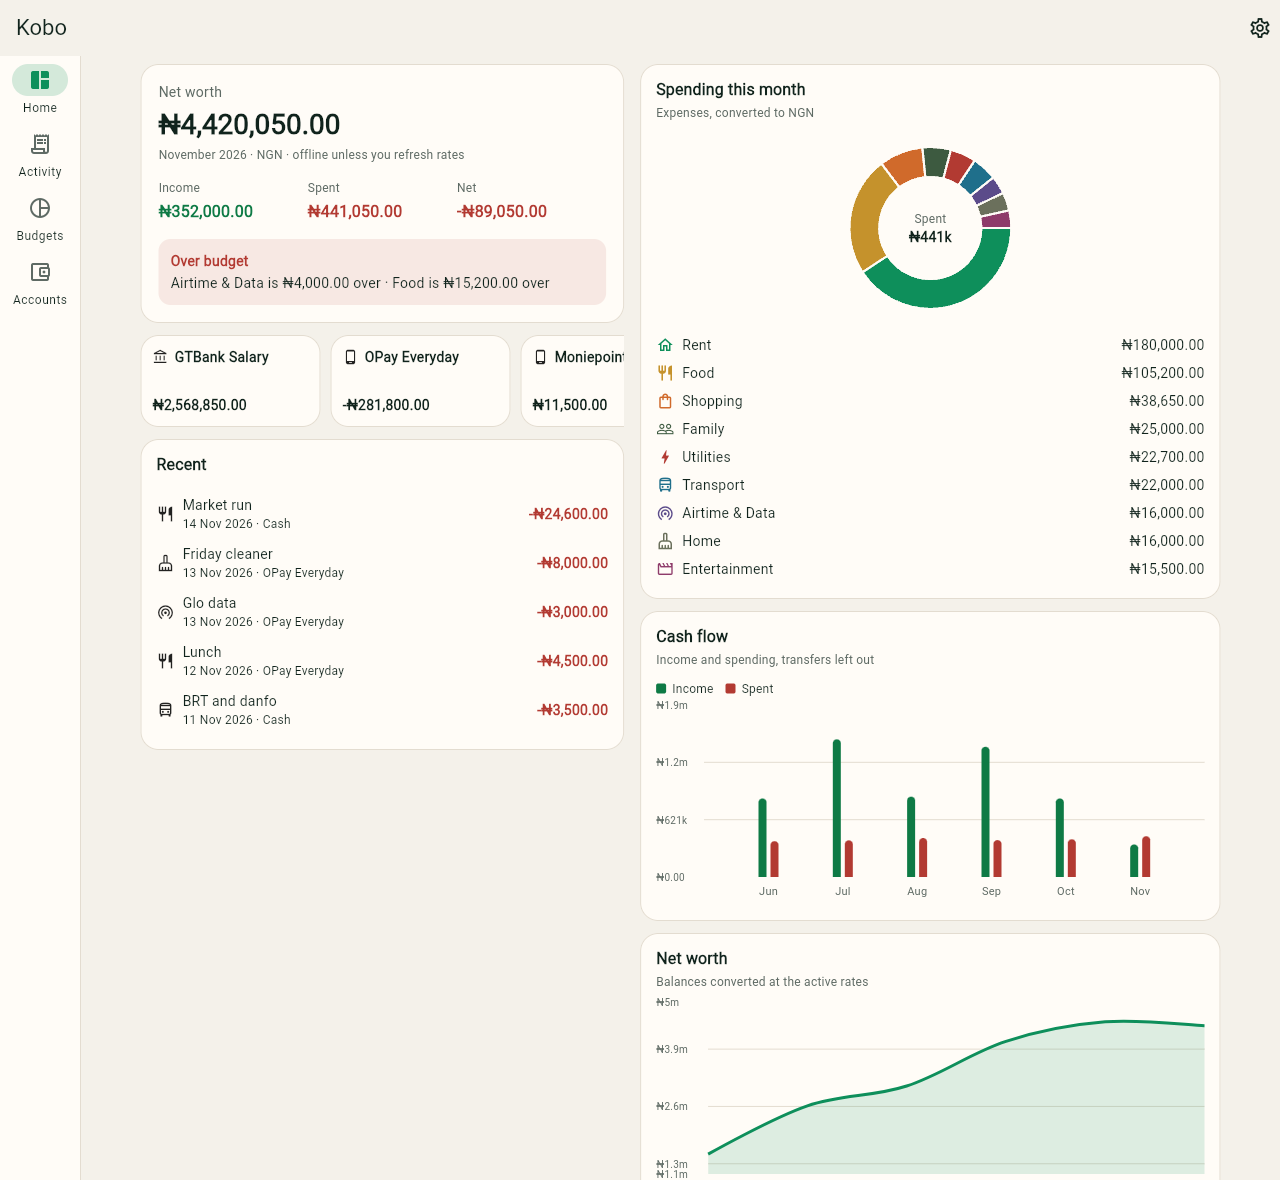 Kobo
Home
Activity
Budgets
Accounts
Net worth
₦4,420,050.00
November 2026 · NGN · offline unless you refresh rates
Income Spent Net
₦352,000.00 ₦441,050.00 -₦89,050.00
Over budget
Airtime & Data is ₦4,000.00 over · Food is ₦15,200.00 over
GTBank Salary
₦2,568,850.00
OPay Everyday
-₦281,800.00
Moniepoint
₦11,500.00
Recent
Market run
14 Nov 2026 · Cash
-₦24,600.00
Friday cleaner
13 Nov 2026 · OPay Everyday
-₦8,000.00
Glo data
13 Nov 2026 · OPay Everyday
-₦3,000.00
Lunch
12 Nov 2026 · OPay Everyday
-₦4,500.00
BRT and danfo
11 Nov 2026 · Cash
-₦3,500.00
Spending this month
Expenses, converted to NGN
Spent
₦441k
Rent ₦180,000.00
Food ₦105,200.00
Shopping ₦38,650.00
Family ₦25,000.00
Utilities ₦22,700.00
Transport ₦22,000.00
Airtime & Data ₦16,000.00
Home ₦16,000.00
Entertainment ₦15,500.00
Cash flow
Income and spending, transfers left out
Income Spent
₦1.9m
₦1.2m
₦621k
₦0.00
Jun Jul Aug Sep Oct Nov
Net worth
Balances converted at the active rates
₦5m
₦3.9m
₦2.6m
₦1.3m
₦1.1m